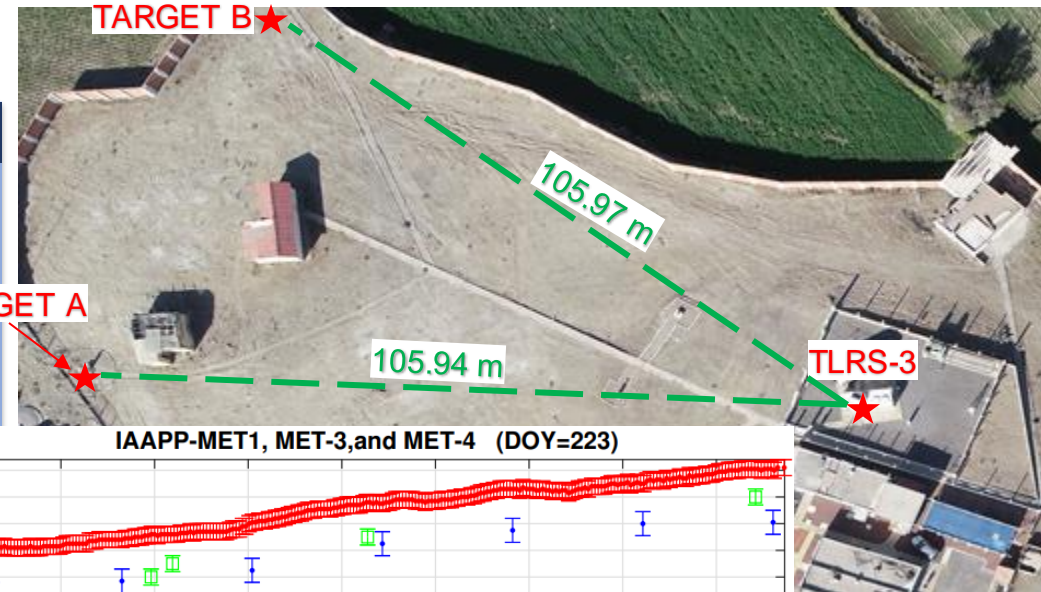 TARGET B
105.97 m
GET A
105.94 m
TLRS-3
IAAPP-MET1, MET-3,and MET-4 (DOY=223)